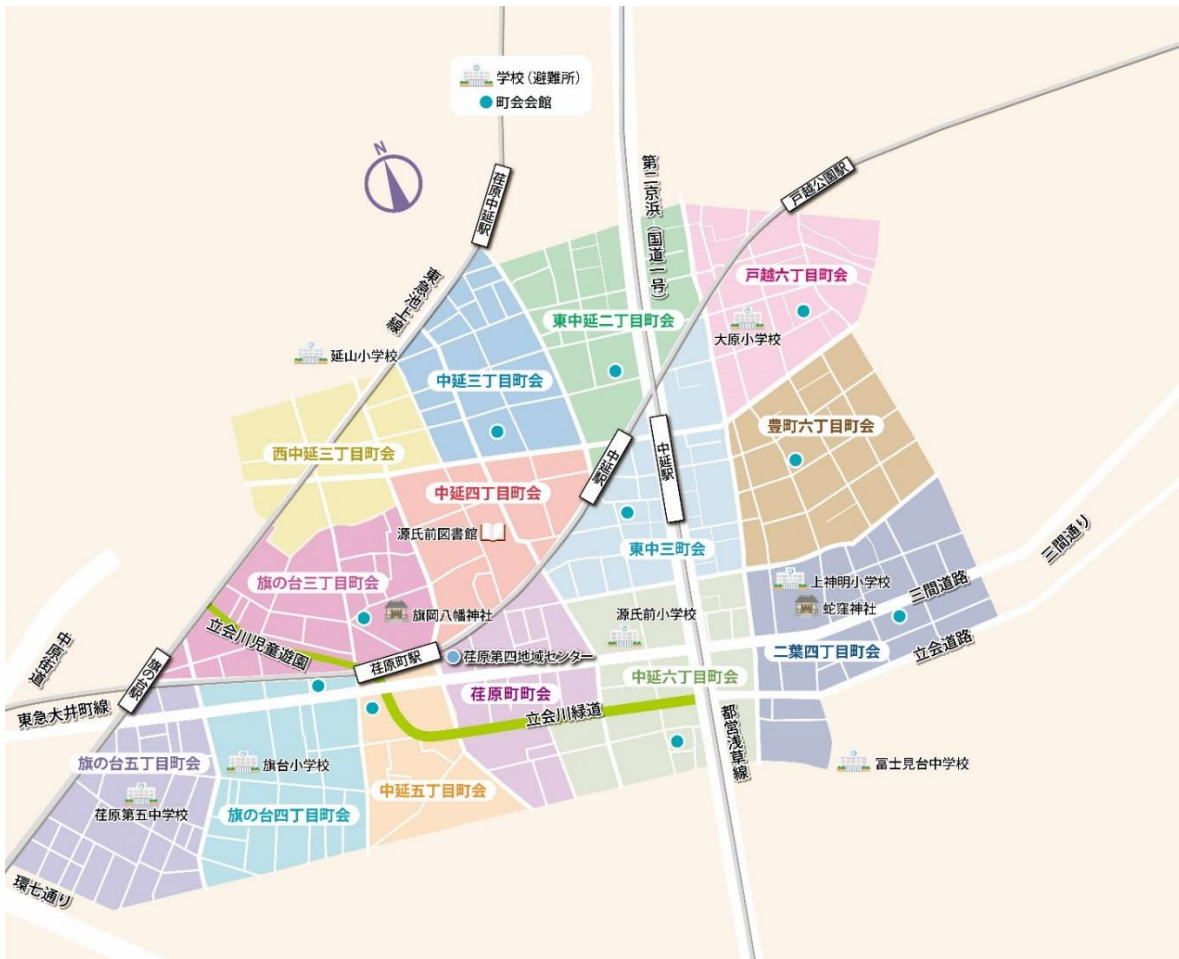 学校（避難所）
町会会館
N
荏原中延駅
第二京浜（国道一号）
戸越公園駅
東急池上線
戸越六丁目町会
東中延二丁目町会
大原小学校
延山小学校
中延三丁目町会
豊町六丁目町会
西中延三丁目町会
中延駅
中延駅
中延四丁目町会
源氏前図書館
東中三町会
三間通り
旗の台三丁目町会
上神明小学校
三間道路
旗岡八幡神社
源氏前小学校
蛇窪神社
立会川児童遊園
中原街道
荏原町駅
荏原第四地域センター
二葉四丁目町会
立会道路
旗の台駅
中延六丁目町会
荏原町町会
東急大井町線
立会川緑道
都営浅草線
旗の台五丁目町会
旗台小学校
富士見台中学校
中延五丁目町会
荏原第五中学校
旗の台四丁目町会
環七通り